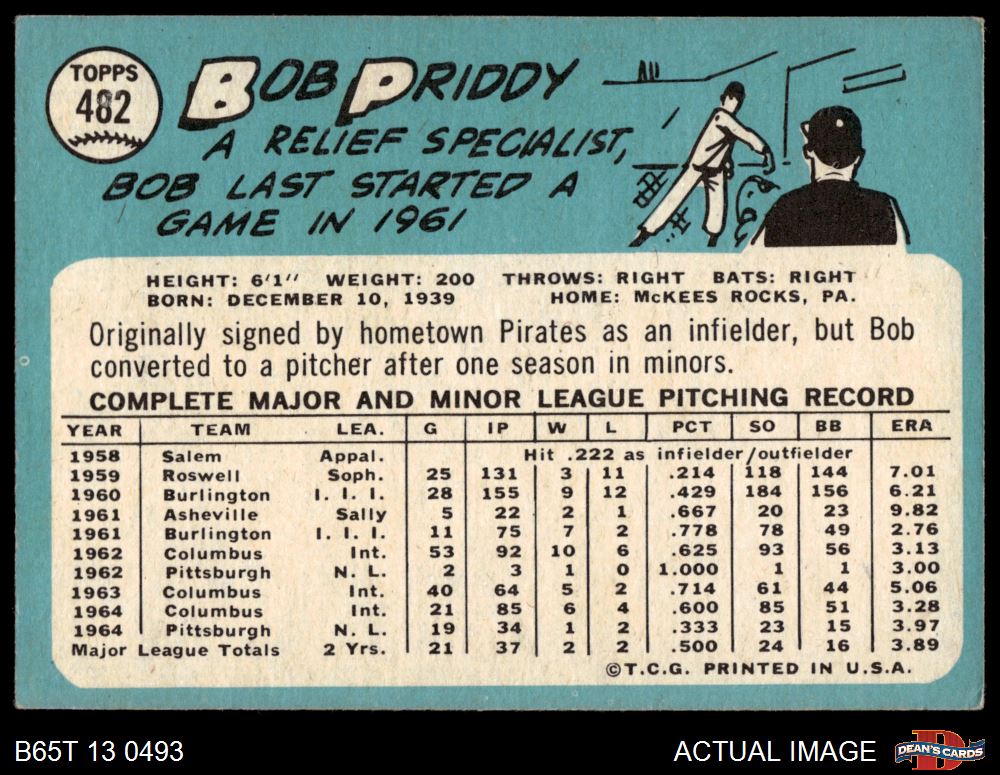 TOPPS
482
BOB PRIDDY
A RELIEF SPECIALIST,
BOB LAST STARTED A
GAME IN 1961
HEIGHT: 6'1" WEIGHT: 200 THROWS: RIGHT BATS: RIGHT
BORN: DECEMBER 10, 1939 HOME: McKEES ROCKS, PA.
Originally signed by hometown Pirates as an infielder, but Bob
converted to a pitcher after one season in minors.
COMPLETE MAJOR AND MINOR LEAGUE PITCHING RECORD
YEAR TEAM LEA. G IP W L PCT SO BB ERA
1958 Salem Appal. Hit .222 as infielder/outfielder
1959 Roswell Soph. 25 131 3 11 .214 118 144 7.01
1960 Burlington I. I. I. 28 155 9 12 .429 184 156 6.21
1961 Asheville Sally 5 22 2 1 .667 20 23 9.82
1961 Burlington I. I. I. 11 75 7 2 .778 78 49 2.76
1962 Columbus Int. 53 92 10 6 .625 93 56 3.13
1962 Pittsburgh N. L. 2 3 1 0 1.000 1 1 3.00
1963 Columbus Int. 40 64 5 2 .714 61 44 5.06
1964 Columbus Int. 21 85 6 4 .600 85 51 3.28
1964 Pittsburgh N. L. 19 34 1 2 .333 23 15 3.97
Major League Totals 2 Yrs. 21 37 2 2 .500 24 16 3.89
©T.C.G. PRINTED IN U.S.A.
B65T 13 0493
ACTUAL IMAGE
DEAN'S CARDS